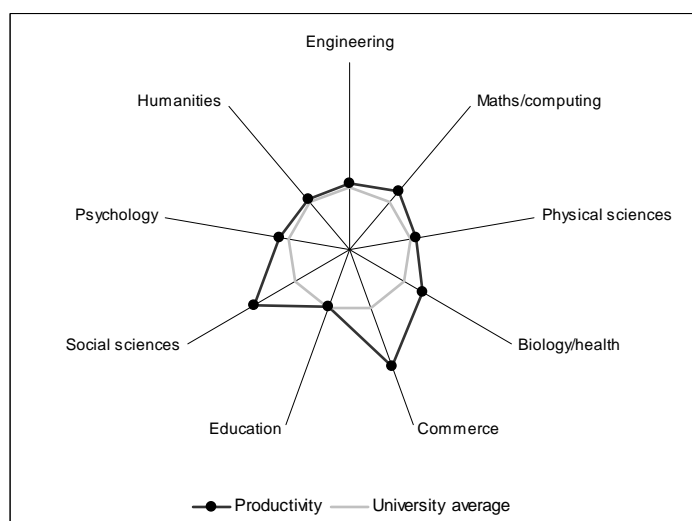 Engineering
Humanities
Maths/computing
Psychology
Physical sciences
Social sciences
Biology/health
Education
Commerce
Productivity
University average